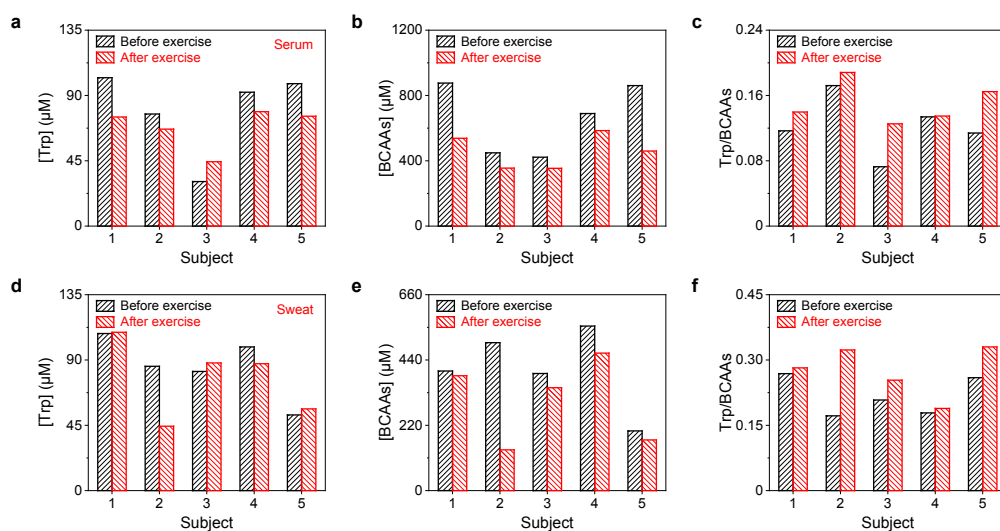 a
[Trp] (μM)
135
90
45
0
Before exercise
After exercise
Serum
1 2 3 4 5
Subject
b
[BCAAs] (μM)
1200
800
400
0
Before exercise
After exercise
1 2 3 4 5
Subject
c
Trp/BCAAs
0.24
0.16
0.08
0
Before exercise
After exercise
1 2 3 4 5
Subject
d
[Trp] (μM)
135
90
45
0
Before exercise
After exercise
Sweat
1 2 3 4 5
Subject
e
[BCAAs] (μM)
660
440
220
0
Before exercise
After exercise
1 2 3 4 5
Subject
f
Trp/BCAAs
0.45
0.30
0.15
0
Before exercise
After exercise
1 2 3 4 5
Subject